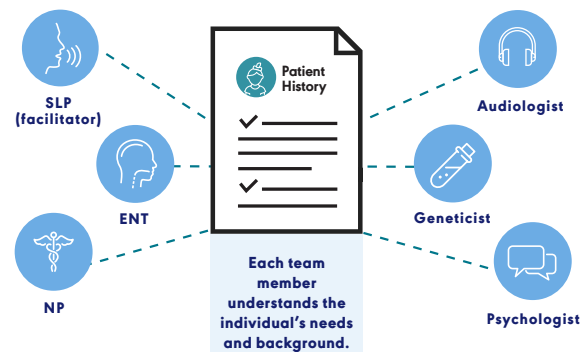 SLP
(facilitator)
ENT
NP
Patient
History
Each team
member
understands the
individual's needs
and background.
Audiologist
Geneticist
Psychologist